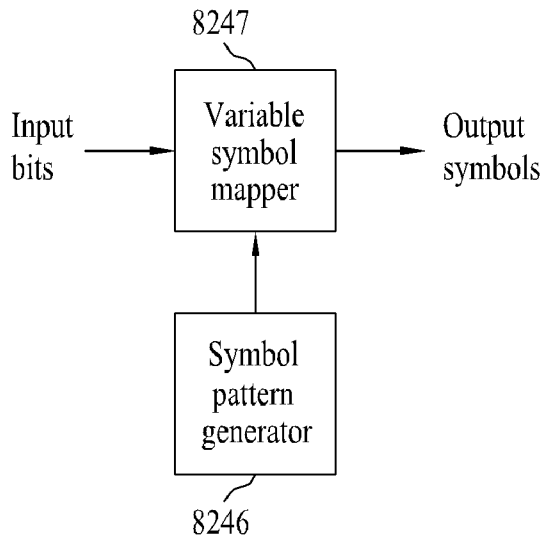 8247
Input
bits
Variable
symbol
mapper
Output
symbols
Symbol
pattern
generator
8246